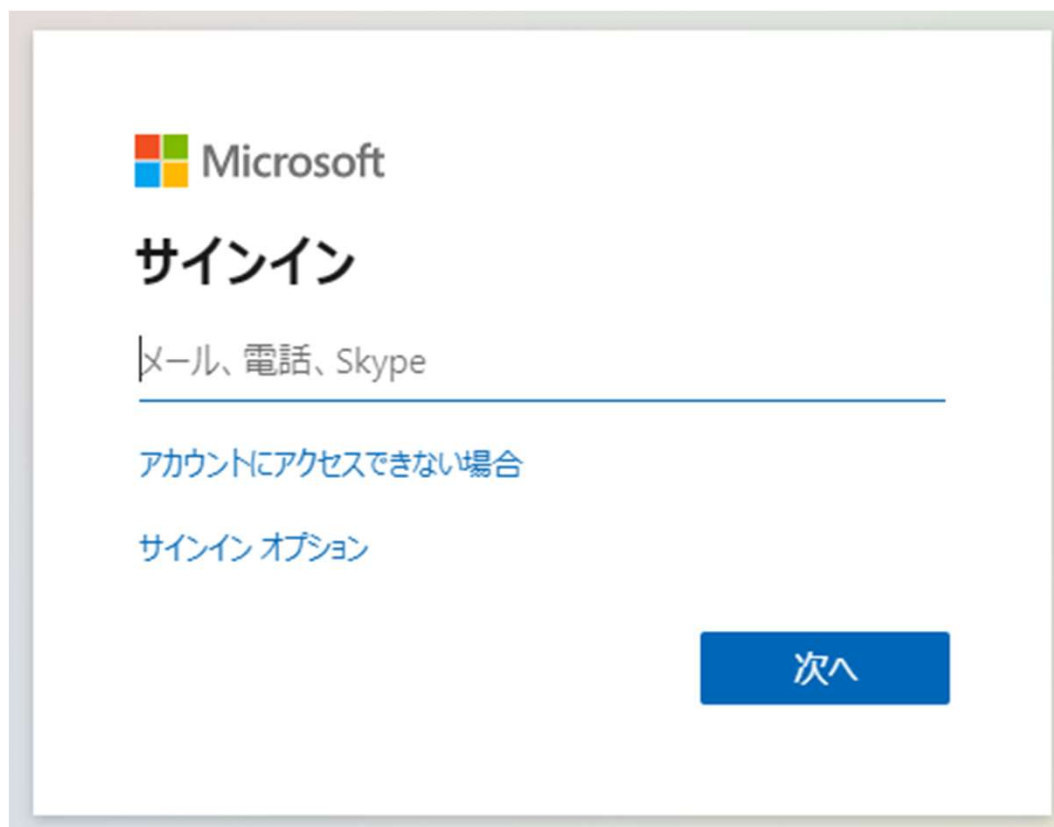 Microsoft
サインイン
メール、電話、Skype
アカウントにアクセスできない場合
サインイン オプション
次へ